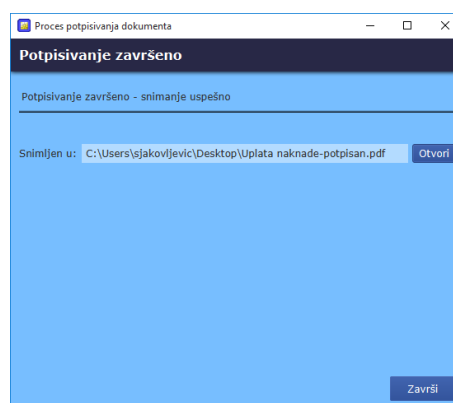 Proces potpisivanja dokumenta
Potpisivanje završeno
Potpisivanje završeno - snimanje uspešno
Snimljen u: C:\Users\sjakovljevic\Desktop\Uplata naknade-potpisan.pdf Otvori
Završi